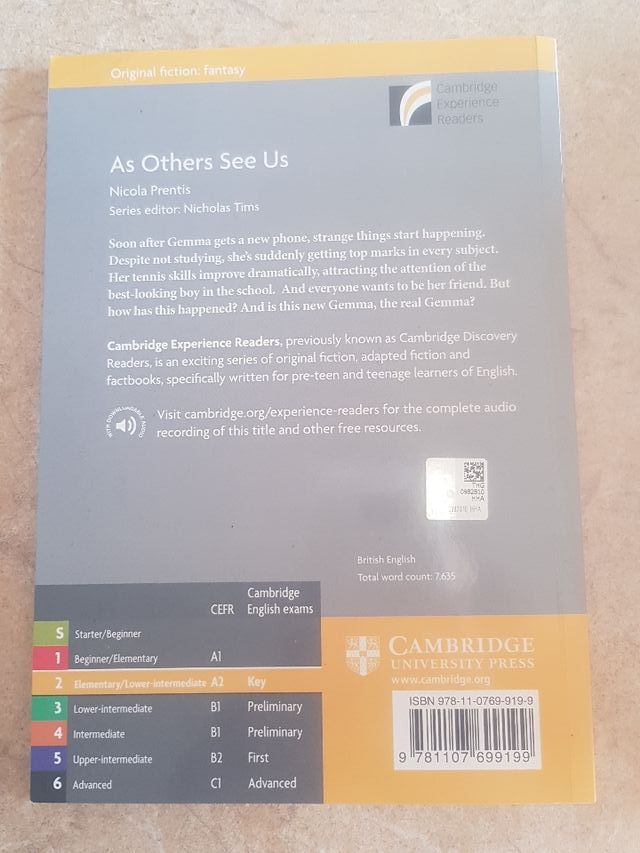 Original fiction: fantasy
Cambridge
Experience
Readers
As Others See Us
Nicola Prentis
Series editor: Nicholas Tims
Soon after Gemma gets a new phone, strange things start happening.
Despite not studying, she's suddenly getting top marks in every subject.
Her tennis skills improve dramatically, attracting the attention of the
best-looking boy in the school. And everyone wants to be her friend. But
how has this happened? And is this new Gemma, the real Gemma?
Cambridge Experience Readers, previously known as Cambridge Discovery
Readers, is an exciting series of original fiction, adapted fiction and
factbooks, specifically written for pre-teen and teenage learners of English.
WITH DOWNLOADABLE AUDIO
Visit cambridge.org/experience-readers for the complete audio
recording of this title and other free resources.
THG
0982510
HHA
British English
Total word count: 7,635
CEFR Cambridge English exams
S Starter/Beginner
1 Beginner/Elementary A1
2 Elementary/Lower-intermediate A2 Key
3 Lower-intermediate B1 Preliminary
4 Intermediate B1 Preliminary
5 Upper-intermediate B2 First
6 Advanced C1 Advanced
CAMBRIDGE
UNIVERSITY PRESS
www.cambridge.org
ISBN 978-11-0769-919-9
9 781107 699199